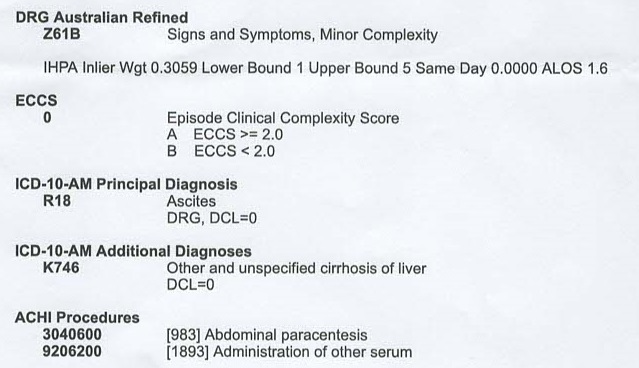 DRG Australian Refined
Z61B Signs and Symptoms, Minor Complexity
IHPA Inlier Wgt 0.3059 Lower Bound 1 Upper Bound 5 Same Day 0.0000 ALOS 1.6
ECCS
0 Episode Clinical Complexity Score
A ECCS >= 2.0
B ECCS < 2.0
ICD-10-AM Principal Diagnosis
R18 Ascites
DRG, DCL=0
ICD-10-AM Additional Diagnoses
K746 Other and unspecified cirrhosis of liver
DCL=0
ACHI Procedures
3040600 [983] Abdominal paracentesis
9206200 [1893] Administration of other serum